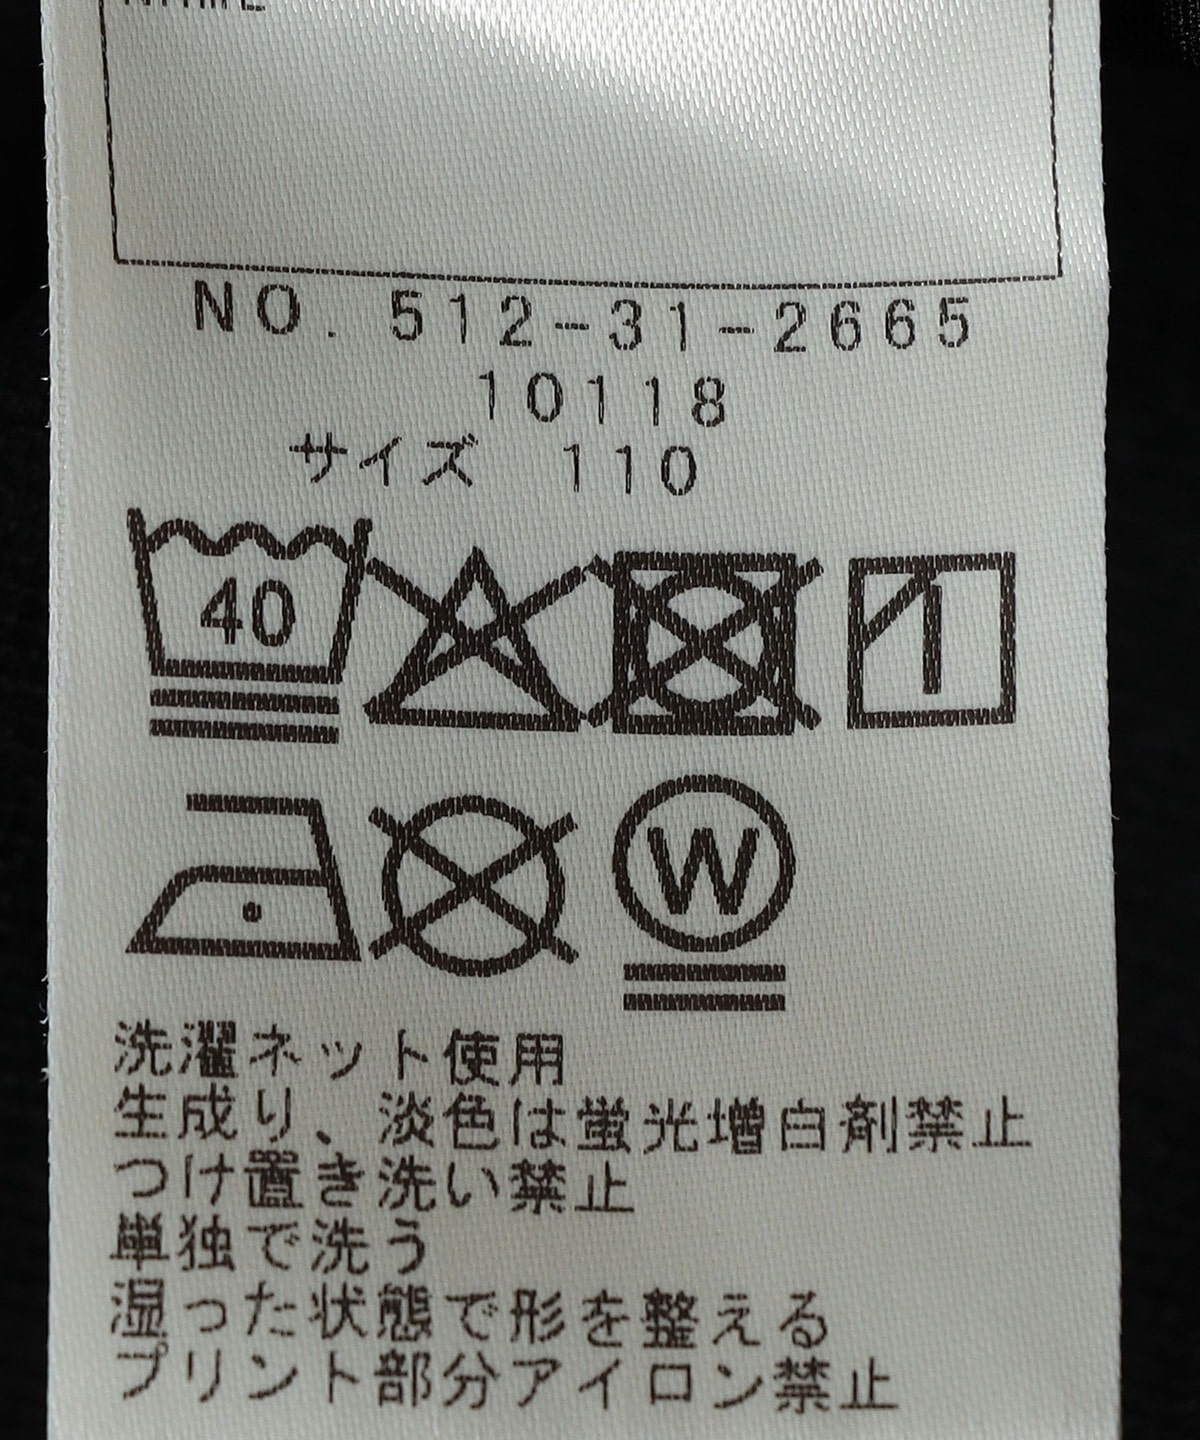 NO. 512-31-2665
10118
サイズ 110
40
W
洗濯ネット使用
生成り、淡色は蛍光増白剤禁止
つけ置き洗い禁止
単独で洗う
湿った状態で形を整える
プリント部分アイロン禁止